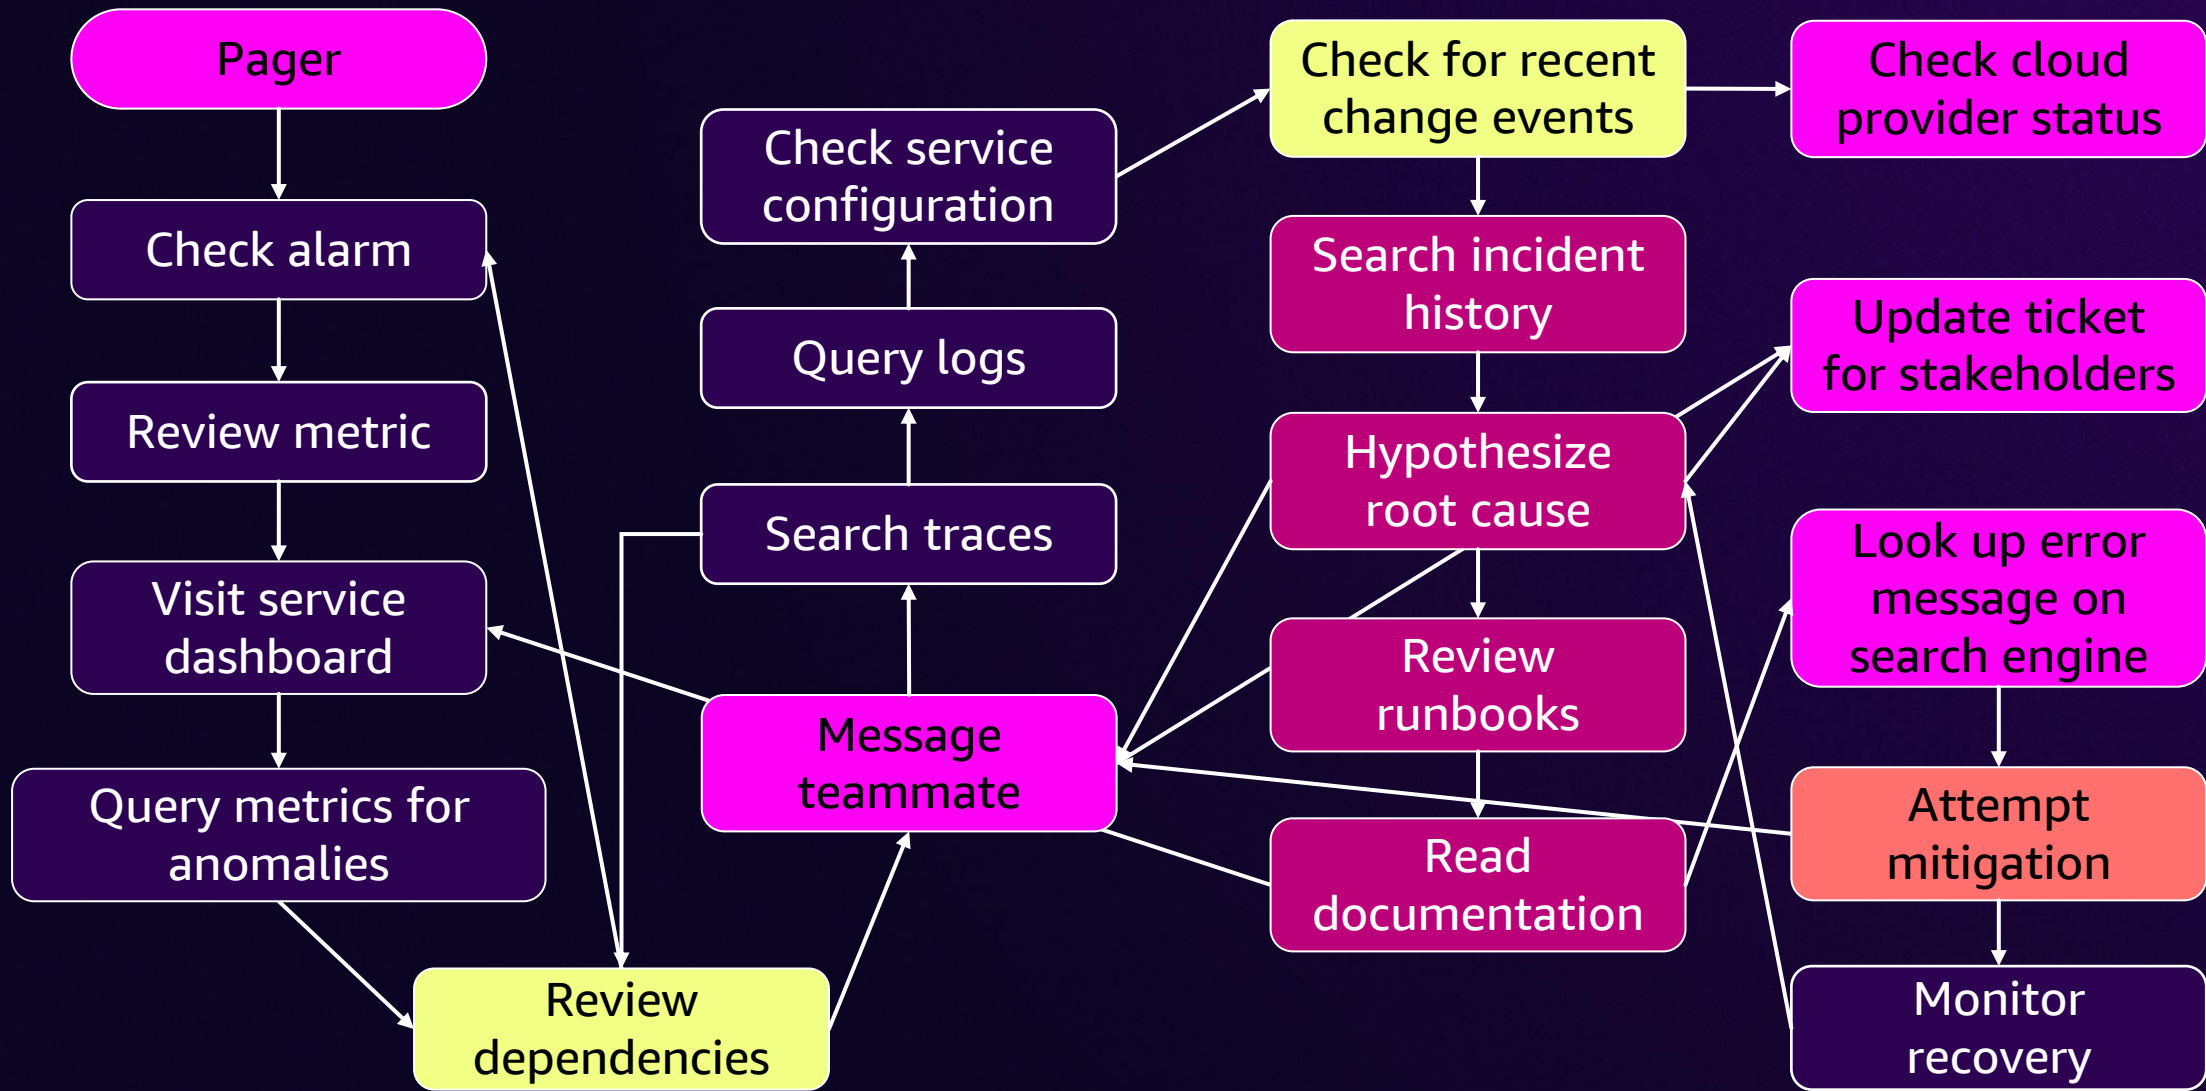 Pager
Check alarm
Review metric
Visit service
dashboard
Query metrics for
anomalies
Review
dependencies
Message
teammate
Search traces
Query logs
Check service
configuration
Check for recent
change events
Search incident
history
Hypothesize
root cause
Review
runbooks
Read
documentation
Check cloud
provider status
Update ticket
for stakeholders
Look up error
message on
search engine
Attempt
mitigation
Monitor
recovery